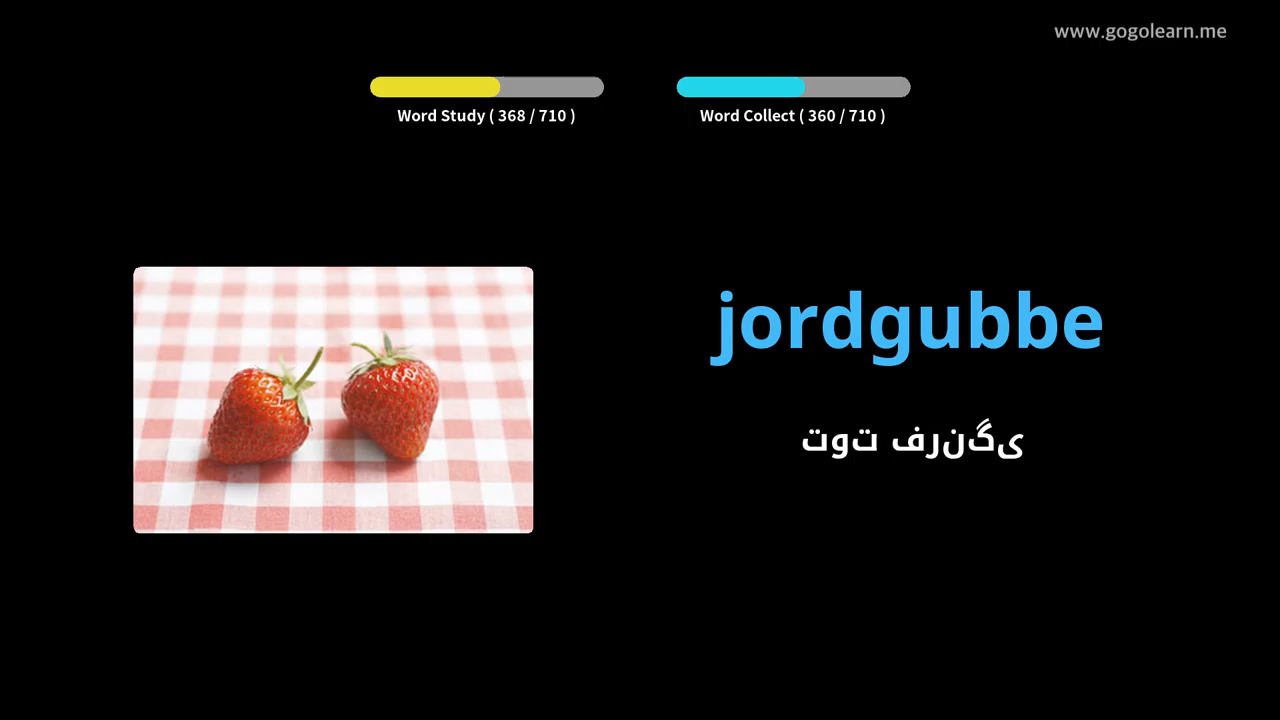 www.gogolearn.me
Word Study ( 368 / 710 )
Word Collect ( 360 / 710 )
jordgubbe
توت فرنگی